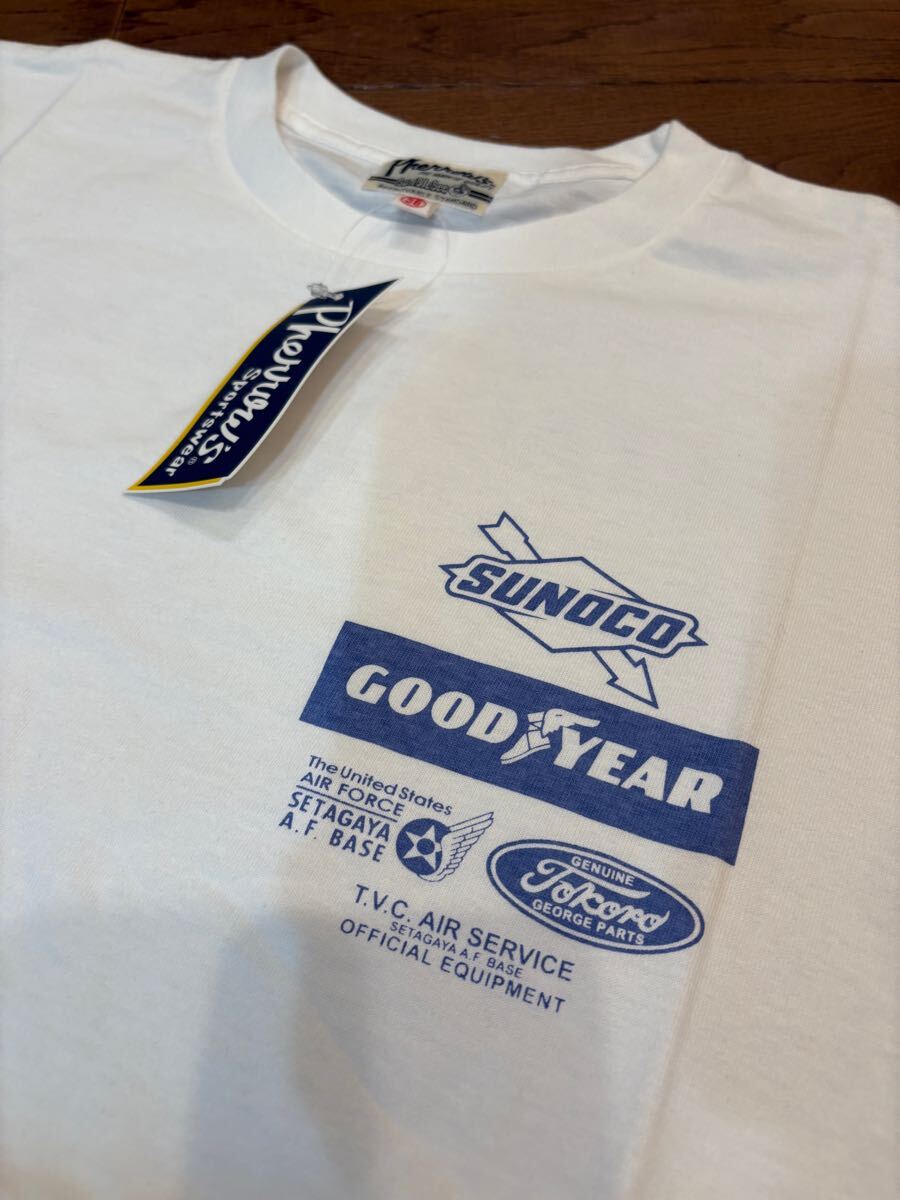 Pherrow's
Pherrow's®
Sportswear
SUNOCO
GOOD YEAR
The United States
AIR FORCE
SETAGAYA
A.F. BASE
GENUINE
Tokoro
GEORGE PARTS
T.V.C. AIR SERVICE
SETAGAYA A.F. BASE
OFFICIAL EQUIPMENT